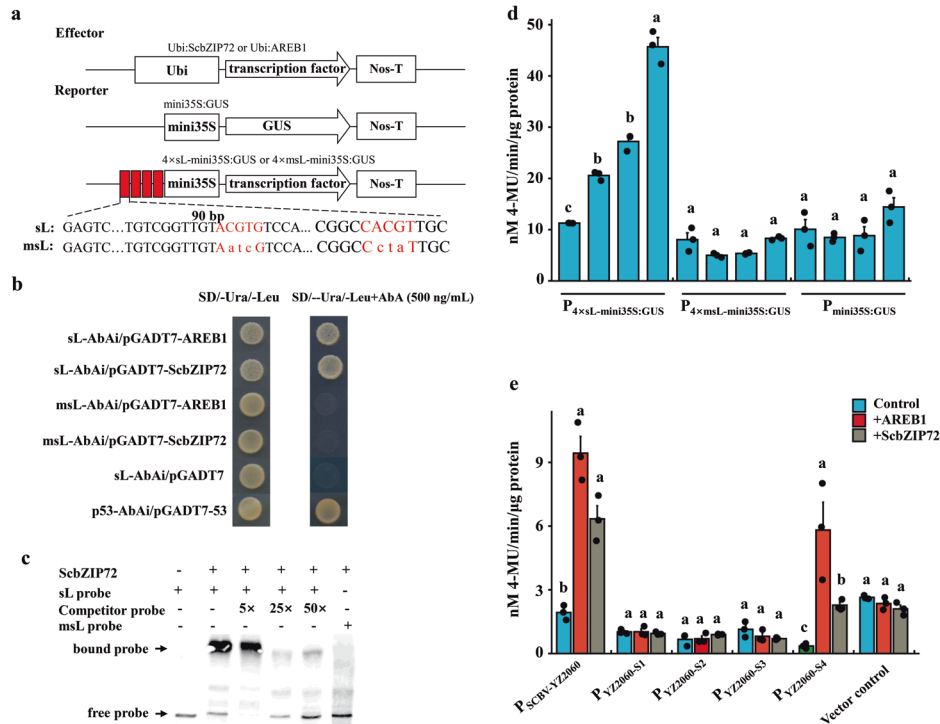 a
Effector
Ubi:ScbZIP72 or Ubi:AREB1
Ubi
transcription factor
Nos-T
Reporter
mini35S:GUS
mini35S
GUS
Nos-T
4×sL-mini35S:GUS or 4×msL-mini35S:GUS
mini35S
transcription factor
Nos-T
90 bp
sL: GAGTC...TGTCGGTTGTACGTGTCCA... CGGCCACGTTGC
msL: GAGTC...TGTCGGTTGTAatcGTCCA... CGGCCctaTTGC
b
SD/-Ura/-Leu SD/--Ura/-Leu+AbA (500 ng/mL)
sL-AbAi/pGADT7-AREB1
sL-AbAi/pGADT7-ScbZIP72
msL-AbAi/pGADT7-AREB1
msL-AbAi/pGADT7-ScbZIP72
sL-AbAi/pGADT7
p53-AbAi/pGADT7-53
c
ScbZIP72 - + + + + +
sL probe + + + + + -
Competitor probe - - 5× 25× 50× -
msL probe - - - - - +
bound probe
free probe
d
nM 4-MU/min/µg protein
50
40
30
20
10
0
c b b a
a a a a
a a a a
P4×sL-mini35S:GUS P4×msL-mini35S:GUS Pmini35S:GUS
e
Control
+AREB1
+ScbZIP72
nM 4-MU/min/µg protein
9
6
3
0
b a a
a a a
a a a
a a a
c a b
a a a
PSCBV-YZ2060
PYZ2060-S1
PYZ2060-S2
PYZ2060-S3
PYZ2060-S4
Vector control